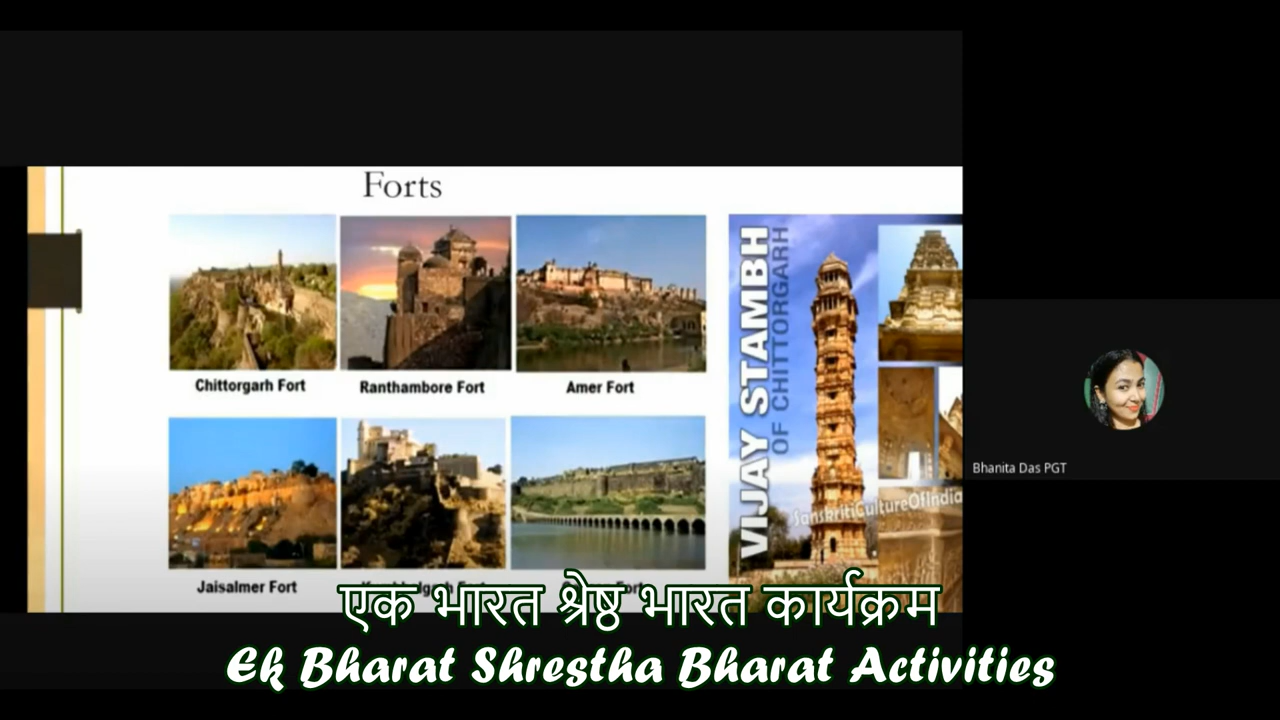 Forts
Chittorgarh Fort
Ranthambore Fort
Amer Fort
Jaisalmer Fort
Fort
VIJAY STAMBH
OF CHITTORGARH
SanskritiCultureOfIndia
Bhanita Das PGT
एक भारत श्रेष्ठ भारत कार्यक्रम
Ek Bharat Shrestha Bharat Activities